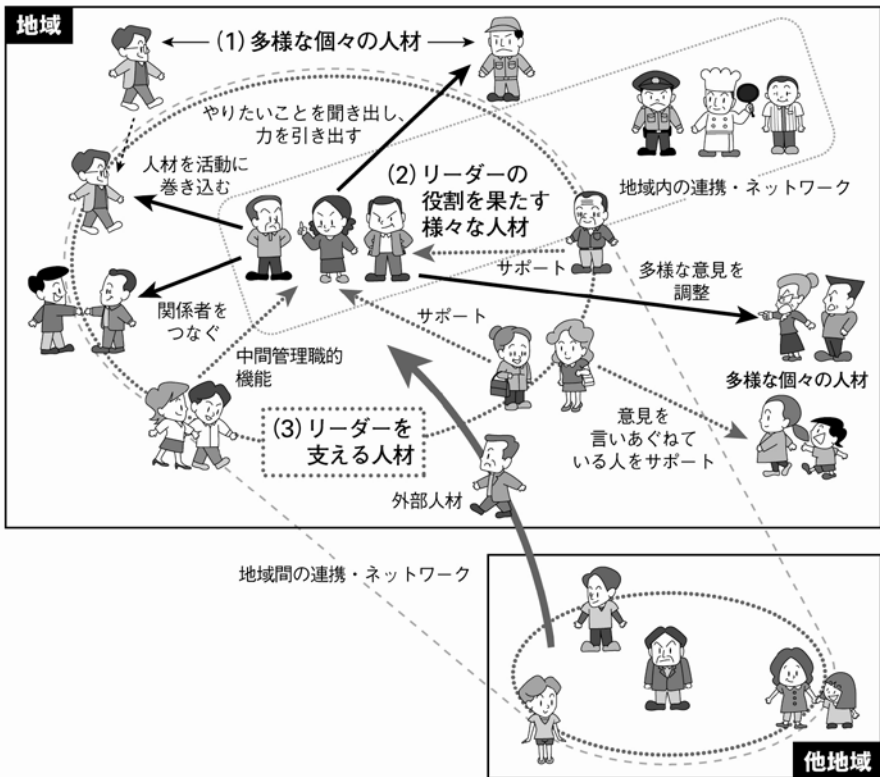 地域
(1)多様な個々の人材
やりたいことを聞き出し、
力を引き出す
人材を活動に
巻き込む
(2)リーダーの
役割を果たす
様々な人材
地域内の連携・ネットワーク
サポート
多様な意見を
調整
関係者を
つなぐ
サポート
中間管理職的
機能
多様な個々の人材
(3)リーダーを
支える人材
意見を
言いあぐねて
いる人をサポート
外部人材
地域間の連携・ネットワーク
他地域